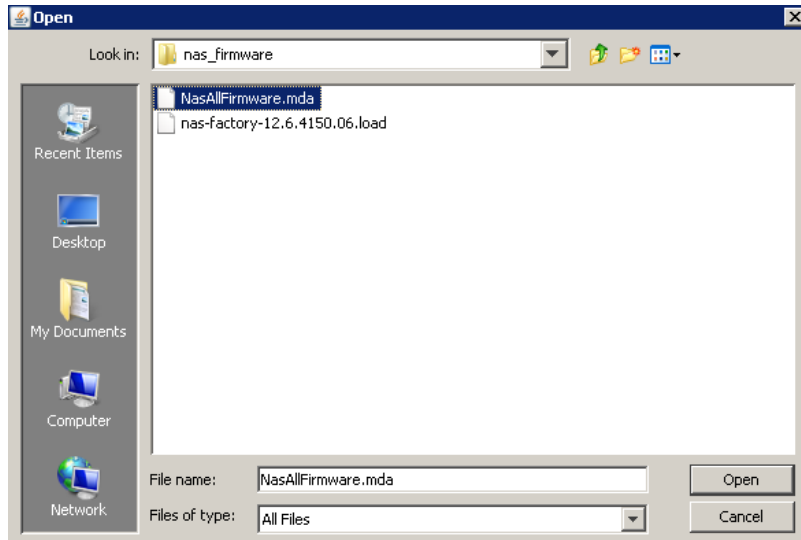 Open
Look in: nas_firmware
NasAllFirmware.mda
nas-factory-12.6.4150.06.load
Recent Items
Desktop
My Documents
Computer
Network
File name: NasAllFirmware.mda Open
Files of type: All Files Cancel